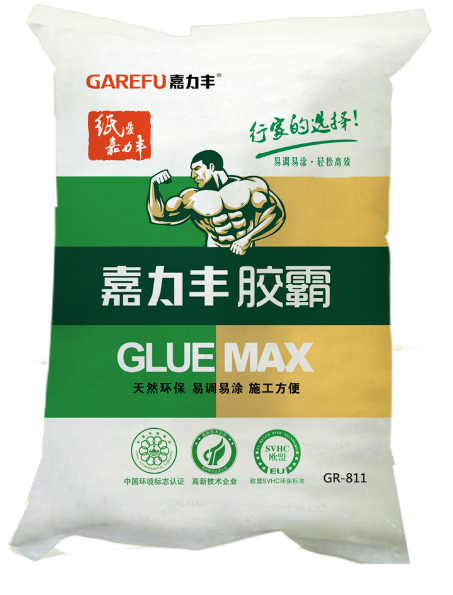 GAREFU嘉力丰®
纸是
嘉力丰
行家的选择!
易调易涂·轻松高效
嘉力丰胶霸
GLUE MAX
天然环保 易调易涂 施工方便
SVHC
欧盟
EU
中国环境标志认证
高新技术企业
欧盟SVHC环保标准
GR-811